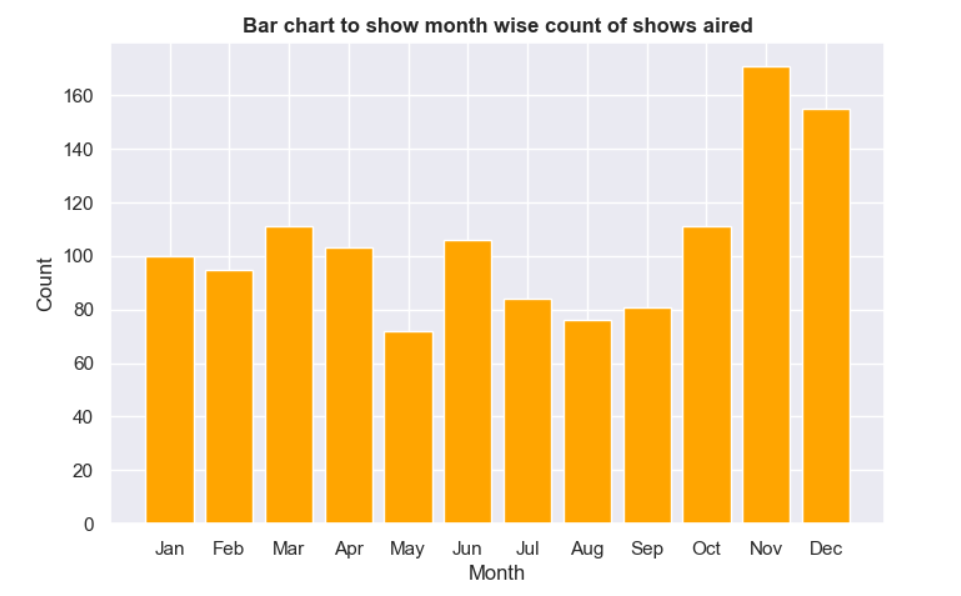 Bar chart to show month wise count of shows aired
160
140
120
100
80
60
40
20
0
Count
Jan Feb Mar Apr May Jun Jul Aug Sep Oct Nov Dec
Month